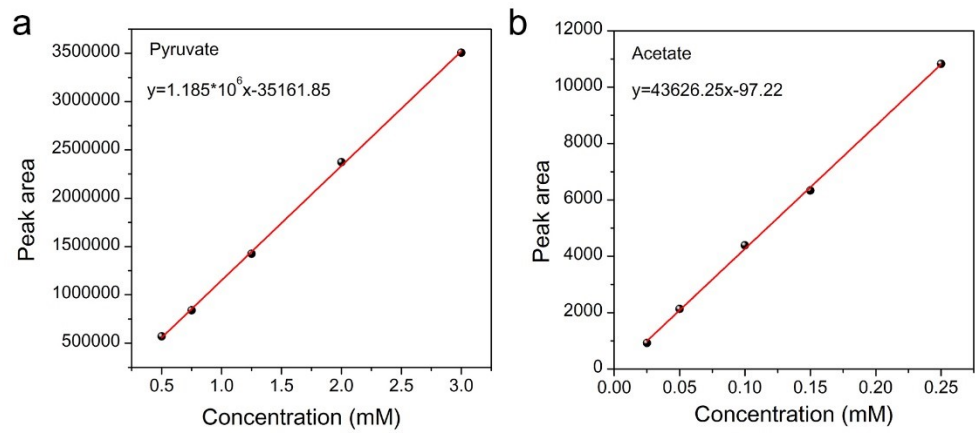 a
Pyruvate
y=1.185*10^6x-35161.85
3500000
3000000
2500000
2000000
1500000
1000000
500000
Peak area
0.5 1.0 1.5 2.0 2.5 3.0
Concentration (mM)
b
Acetate
y=43626.25x-97.22
12000
10000
8000
6000
4000
2000
0
Peak area
0.00 0.05 0.10 0.15 0.20 0.25
Concentration (mM)